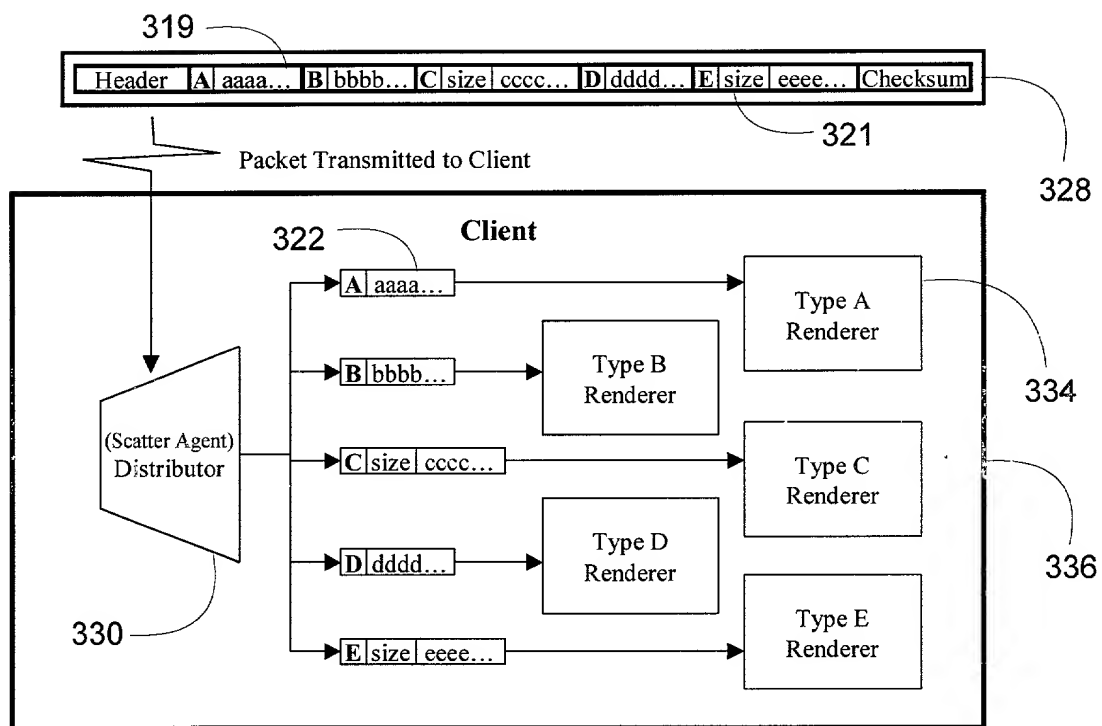 319
Header A aaaa... B bbbb... C size cccc... D dddd... E size eeee... Checksum
321
328
Packet Transmitted to Client
Client
322
A aaaa...
Type A
Renderer
334
B bbbb...
Type B
Renderer
(Scatter Agent)
Distributor
C size cccc...
Type C
Renderer
336
D dddd...
Type D
Renderer
330
E size eeee...
Type E
Renderer